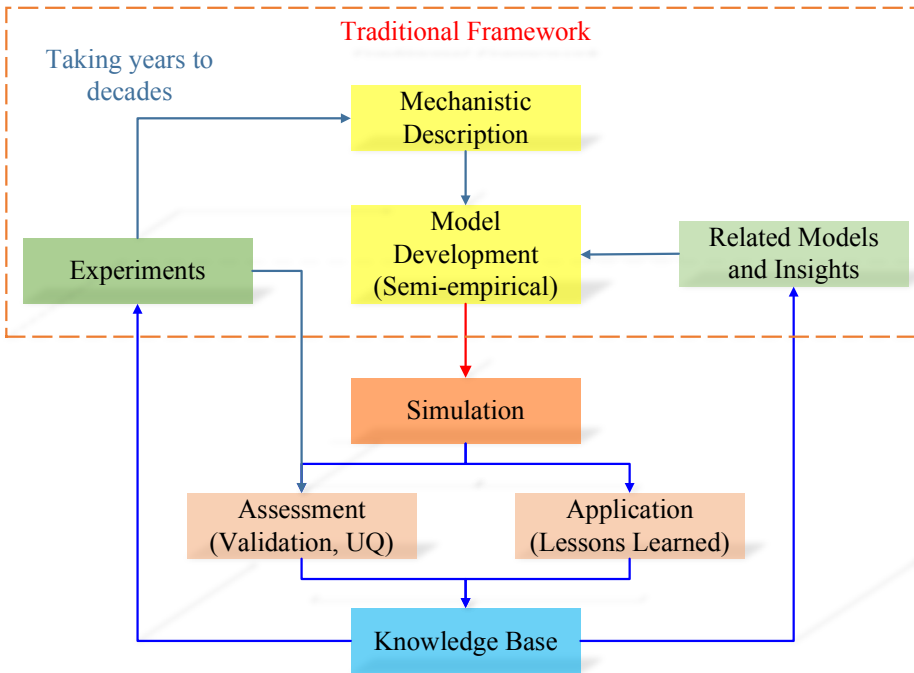 Traditional Framework
Taking years to
decades
Mechanistic
Description
Model
Development
(Semi-empirical)
Related Models
and Insights
Experiments
Simulation
Assessment
(Validation, UQ)
Application
(Lessons Learned)
Knowledge Base